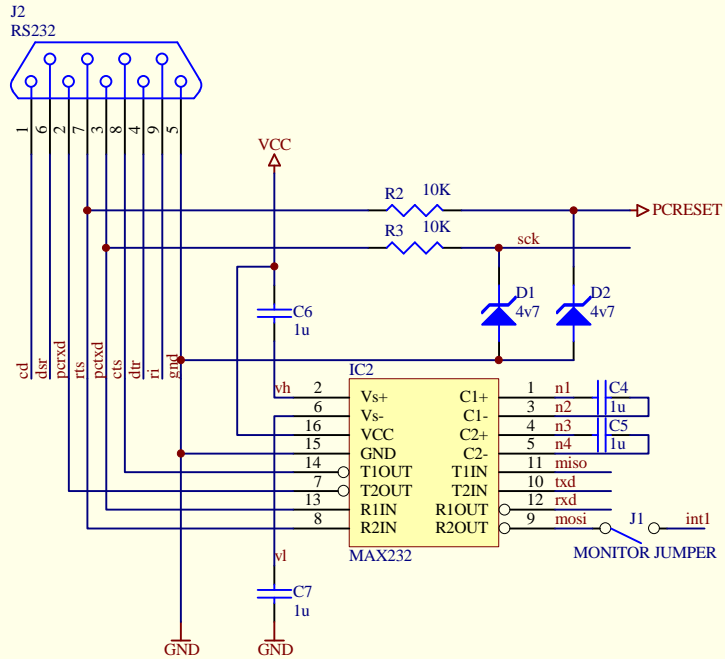 J2
RS232
1
6
2
7
3
8
4
9
5
VCC
R2 10K
PCRESET
R3 10K
sck
D1
4v7
D2
4v7
C6
1u
cd
dsr
pcrxd
rts
pctxd
cts
dtr
ri
gnd
vh
IC2
2 Vs+ C1+ 1 n1 C4
6 Vs- C1- 3 n2 1u
16 VCC C2+ 4 n3 C5
15 GND C2- 5 n4 1u
14 T1OUT T1IN 11 miso
7 T2OUT T2IN 10 txd
13 R1IN R1OUT 12 rxd
8 R2IN R2OUT 9 mosi J1 int1
MAX232
MONITOR JUMPER
vl
C7
1u
GND
GND